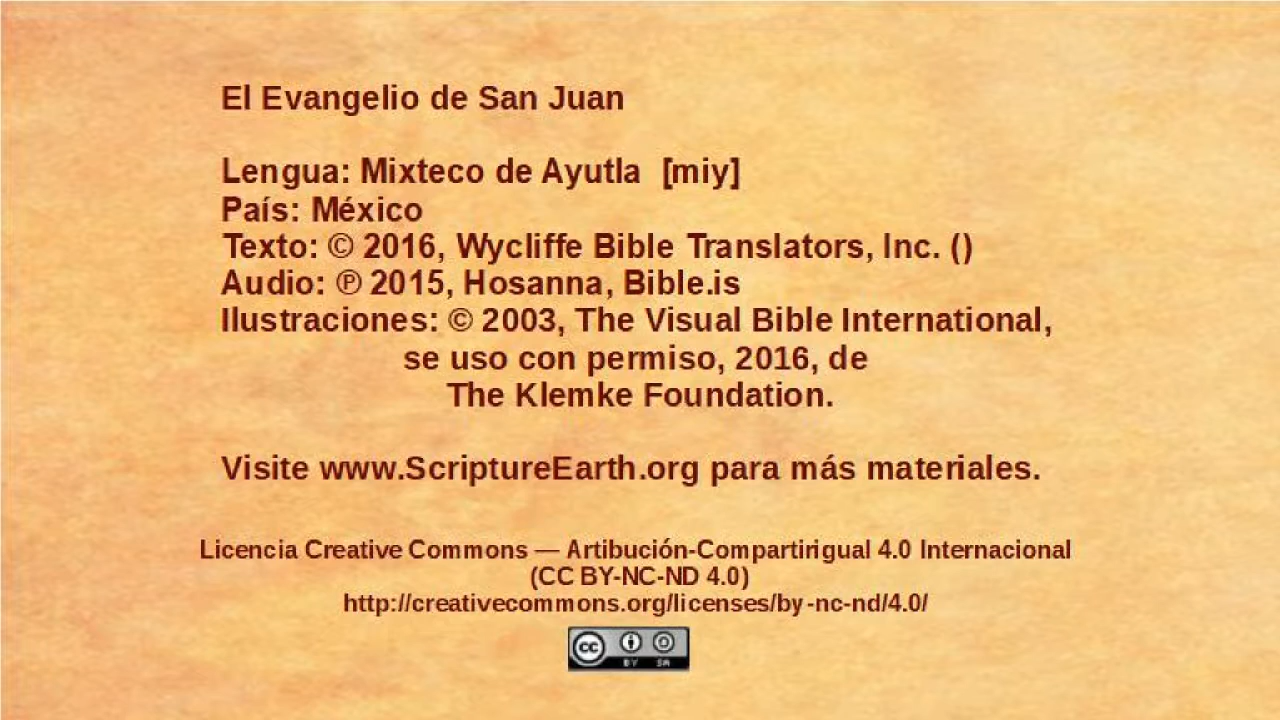 El Evangelio de San Juan
Lengua: Mixteco de Ayutla [miy]
País: México
Texto: © 2016, Wycliffe Bible Translators, Inc. ()
Audio: ℗ 2015, Hosanna, Bible.is
Ilustraciones: © 2003, The Visual Bible International,
se uso con permiso, 2016, de
The Klemke Foundation.
Visite www.ScriptureEarth.org para más materiales.
Licencia Creative Commons — Artibución-Compartirigual 4.0 Internacional
(CC BY-NC-ND 4.0)
http://creativecommons.org/licenses/by-nc-nd/4.0/
cc BY SA